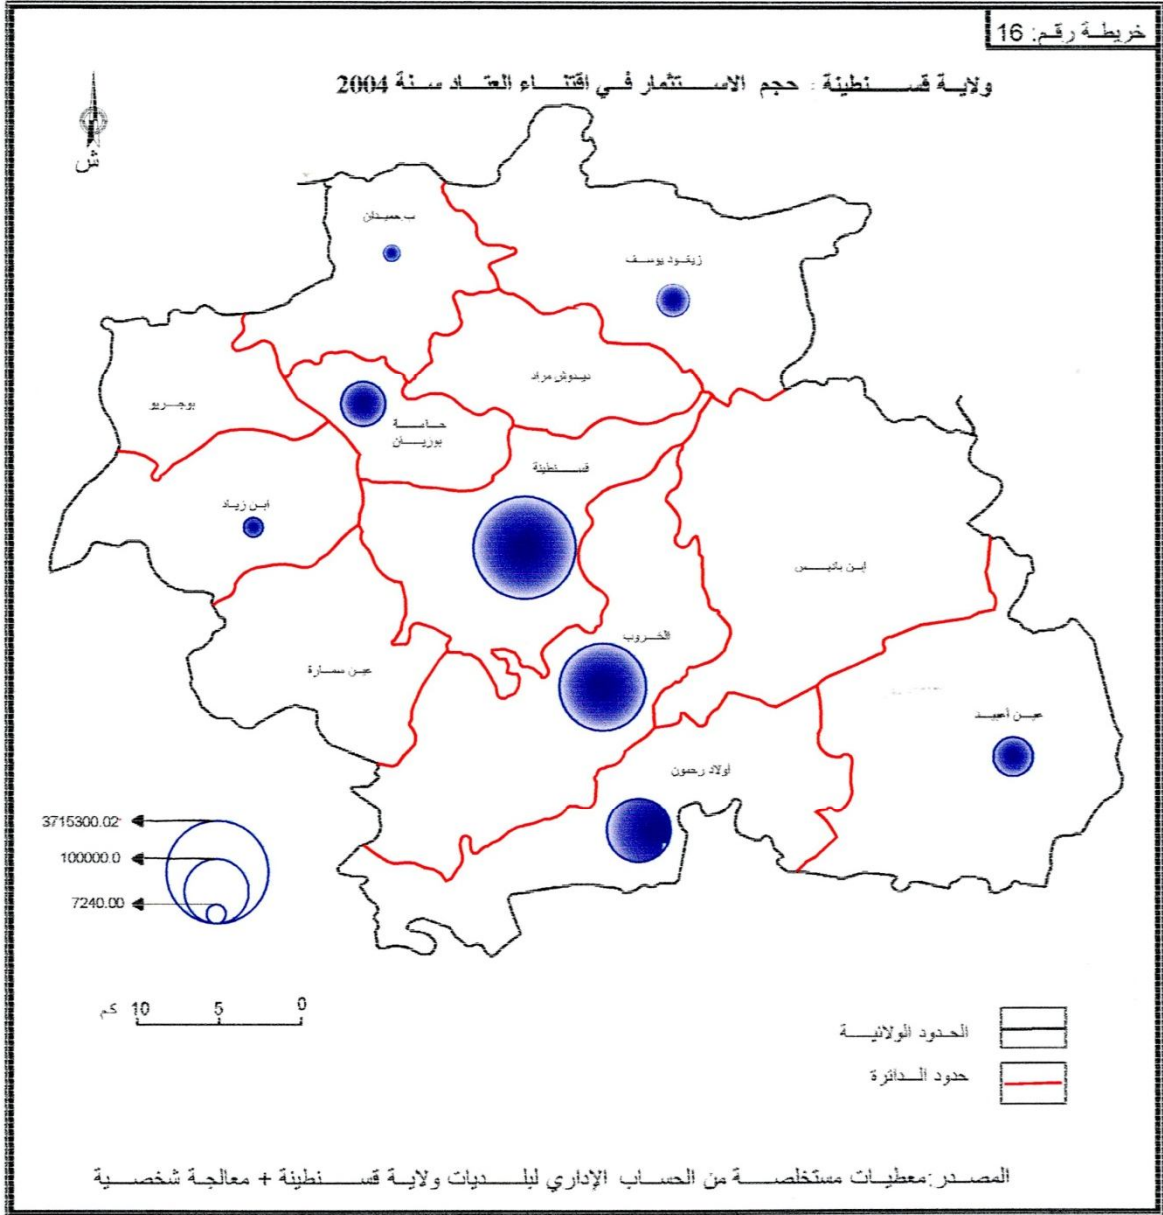 خريطة رقم: 16
ولاية قسنطينة : حجم الاستثمار في اقتناء العتاد سنة 2004
ش
ب.حميدان
زيغود يوسف
ديدوش مراد
بوجريو
حامة
بوزيان
قسنطينة
ابن زياد
إبن باديس
الخروب
عين سمارة
عين أعبيد
أولاد رحمون
3715300.02
100000.0
7240.00
كم 10 5 0
الحدود الولائية
حدود الدائرة
المصدر:معطيات مستخلصة من الحساب الإداري لبلديات ولاية قسنطينة + معالجة شخصية